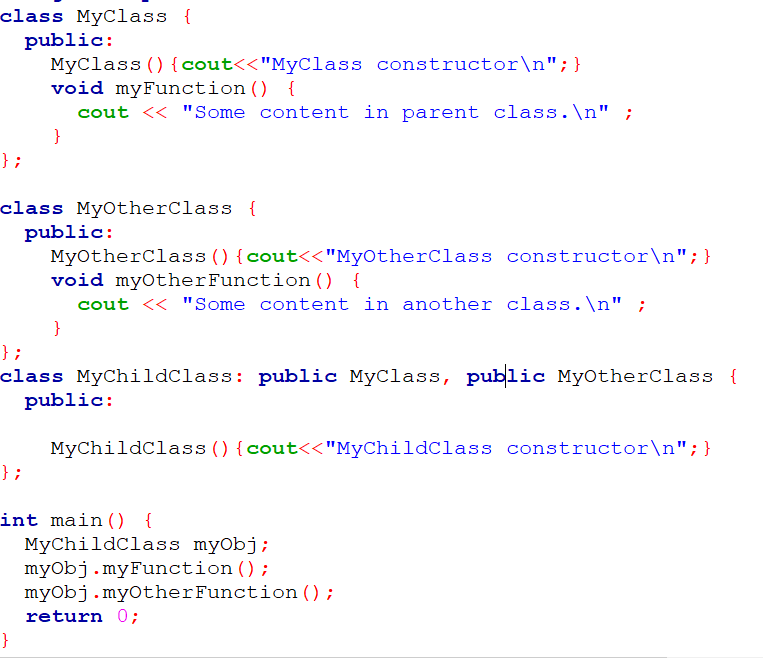 class MyClass {
  public:
    MyClass(){cout<<"MyClass constructor\n";}
    void myFunction() {
      cout << "Some content in parent class.\n" ;
    }
};

class MyOtherClass {
  public:
    MyOtherClass(){cout<<"MyOtherClass constructor\n";}
    void myOtherFunction() {
      cout << "Some content in another class.\n" ;
    }
};
class MyChildClass: public MyClass, public MyOtherClass {
  public:

    MyChildClass(){cout<<"MyChildClass constructor\n";}
};

int main() {
  MyChildClass myObj;
  myObj.myFunction();
  myObj.myOtherFunction();
  return 0;
}